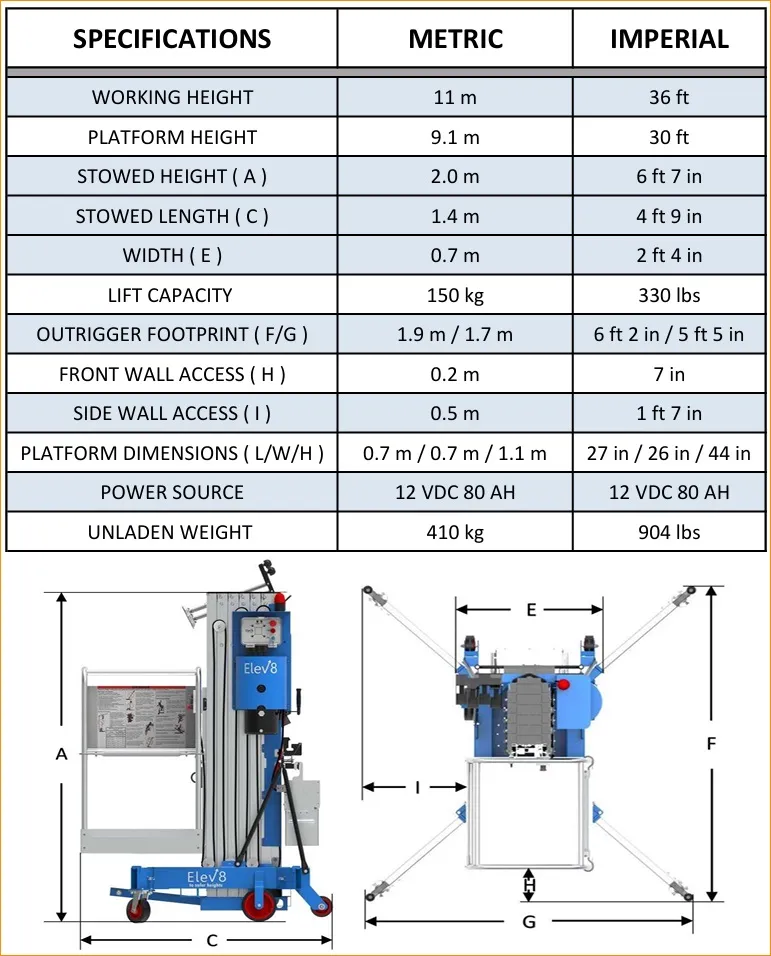 SPECIFICATIONS METRIC IMPERIAL
WORKING HEIGHT 11 m 36 ft
PLATFORM HEIGHT 9.1 m 30 ft
STOWED HEIGHT ( A ) 2.0 m 6 ft 7 in
STOWED LENGTH ( C ) 1.4 m 4 ft 9 in
WIDTH ( E ) 0.7 m 2 ft 4 in
LIFT CAPACITY 150 kg 330 lbs
OUTRIGGER FOOTPRINT ( F/G ) 1.9 m / 1.7 m 6 ft 2 in / 5 ft 5 in
FRONT WALL ACCESS ( H ) 0.2 m 7 in
SIDE WALL ACCESS ( I ) 0.5 m 1 ft 7 in
PLATFORM DIMENSIONS ( L/W/H ) 0.7 m / 0.7 m / 1.1 m 27 in / 26 in / 44 in
POWER SOURCE 12 VDC 80 AH 12 VDC 80 AH
UNLADEN WEIGHT 410 kg 904 lbs
E
Elev8
A
F
I
Elev8
to safer heights
H
G
C